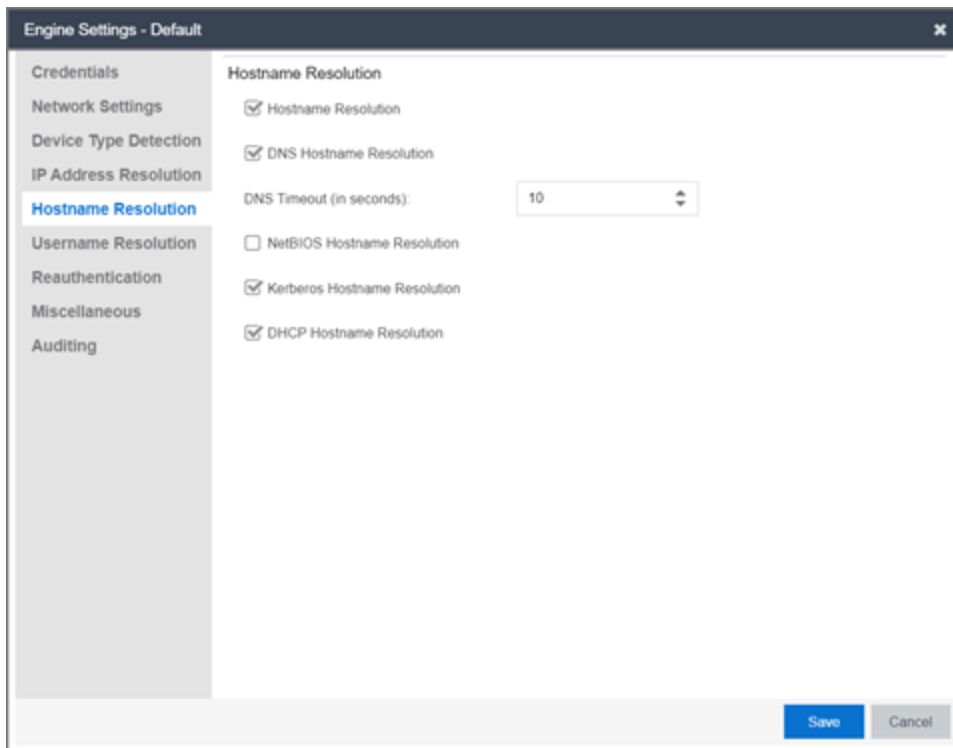 Engine Settings - Default
Credentials
Network Settings
Device Type Detection
IP Address Resolution
Hostname Resolution
Username Resolution
Reauthentication
Miscellaneous
Auditing
Hostname Resolution
Hostname Resolution
DNS Hostname Resolution
DNS Timeout (in seconds): 10
NetBIOS Hostname Resolution
Kerberos Hostname Resolution
DHCP Hostname Resolution
Save Cancel